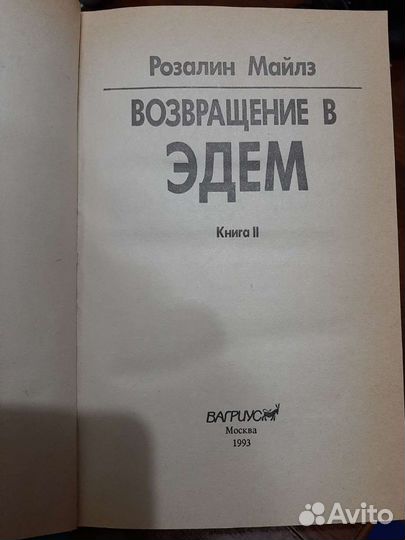 Розалин Майлз
ВОЗВРАЩЕНИЕ В
ЭДЕМ
Книга II
ВАГРИУС
Москва
1993
Avito